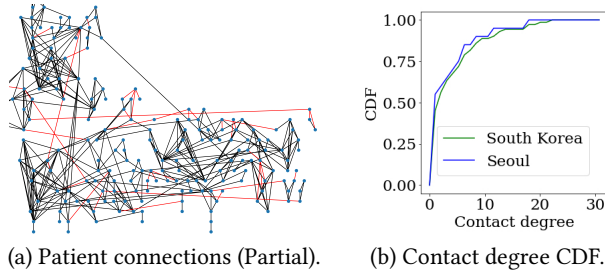 1.00
0.75
0.50
0.25
0.00
CDF
South Korea
Seoul
0 10 20 30
Contact degree
(a) Patient connections (Partial).
(b) Contact degree CDF.